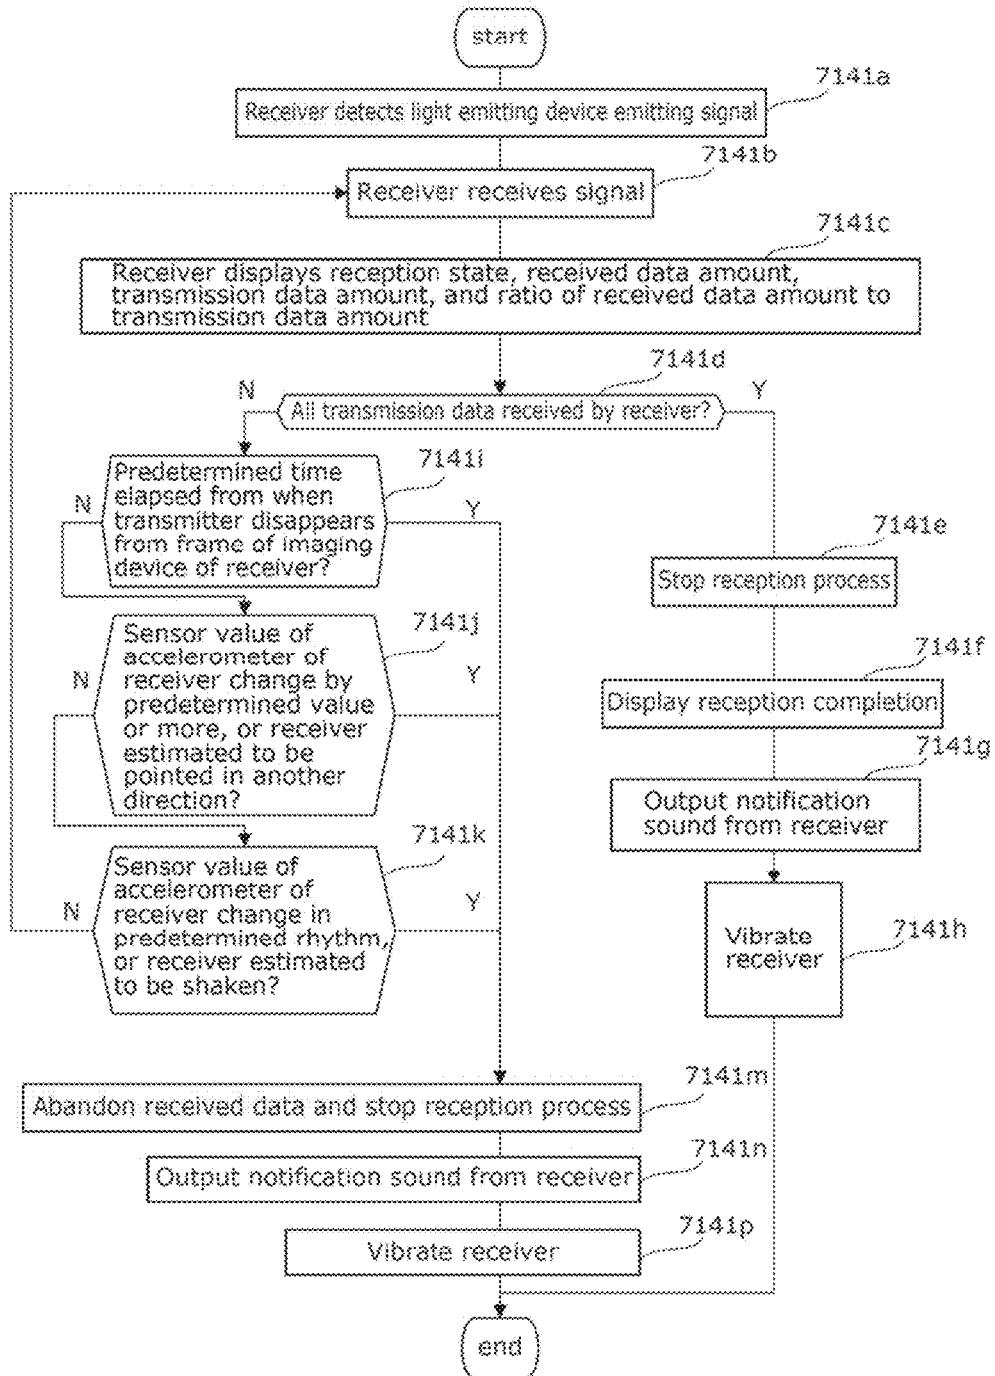 start
7141a
Receiver detects light emitting device emitting signal
7141b
Receiver receives signal
7141c
Receiver displays reception state, received data amount,
transmission data amount, and ratio of received data amount to
transmission data amount
7141d
N
Y
All transmission data received by receiver?
7141i
Predetermined time
elapsed from when
transmitter disappears
from frame of imaging
device of receiver?
N
Y
7141e
Stop reception process
7141j
Sensor value of
accelerometer of
receiver change by
predetermined value
or more, or receiver
estimated to be
pointed in another
direction?
N
Y
7141f
Display reception completion
7141g
Output notification
sound from receiver
7141k
Sensor value of
accelerometer of
receiver change in
predetermined rhythm,
or receiver estimated
to be shaken?
N
Y
7141h
Vibrate
receiver
7141m
Abandon received data and stop reception process
7141n
Output notification sound from receiver
7141p
Vibrate receiver
end